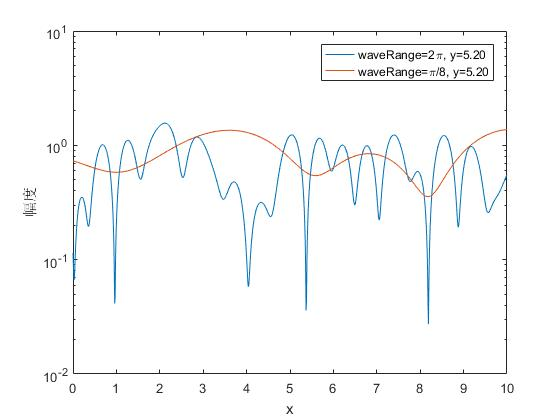 10^1
waveRange=2π, y=5.20
waveRange=π/8, y=5.20
10^0
幅度
10^-1
10^-2
0 1 2 3 4 5 6 7 8 9 10
x